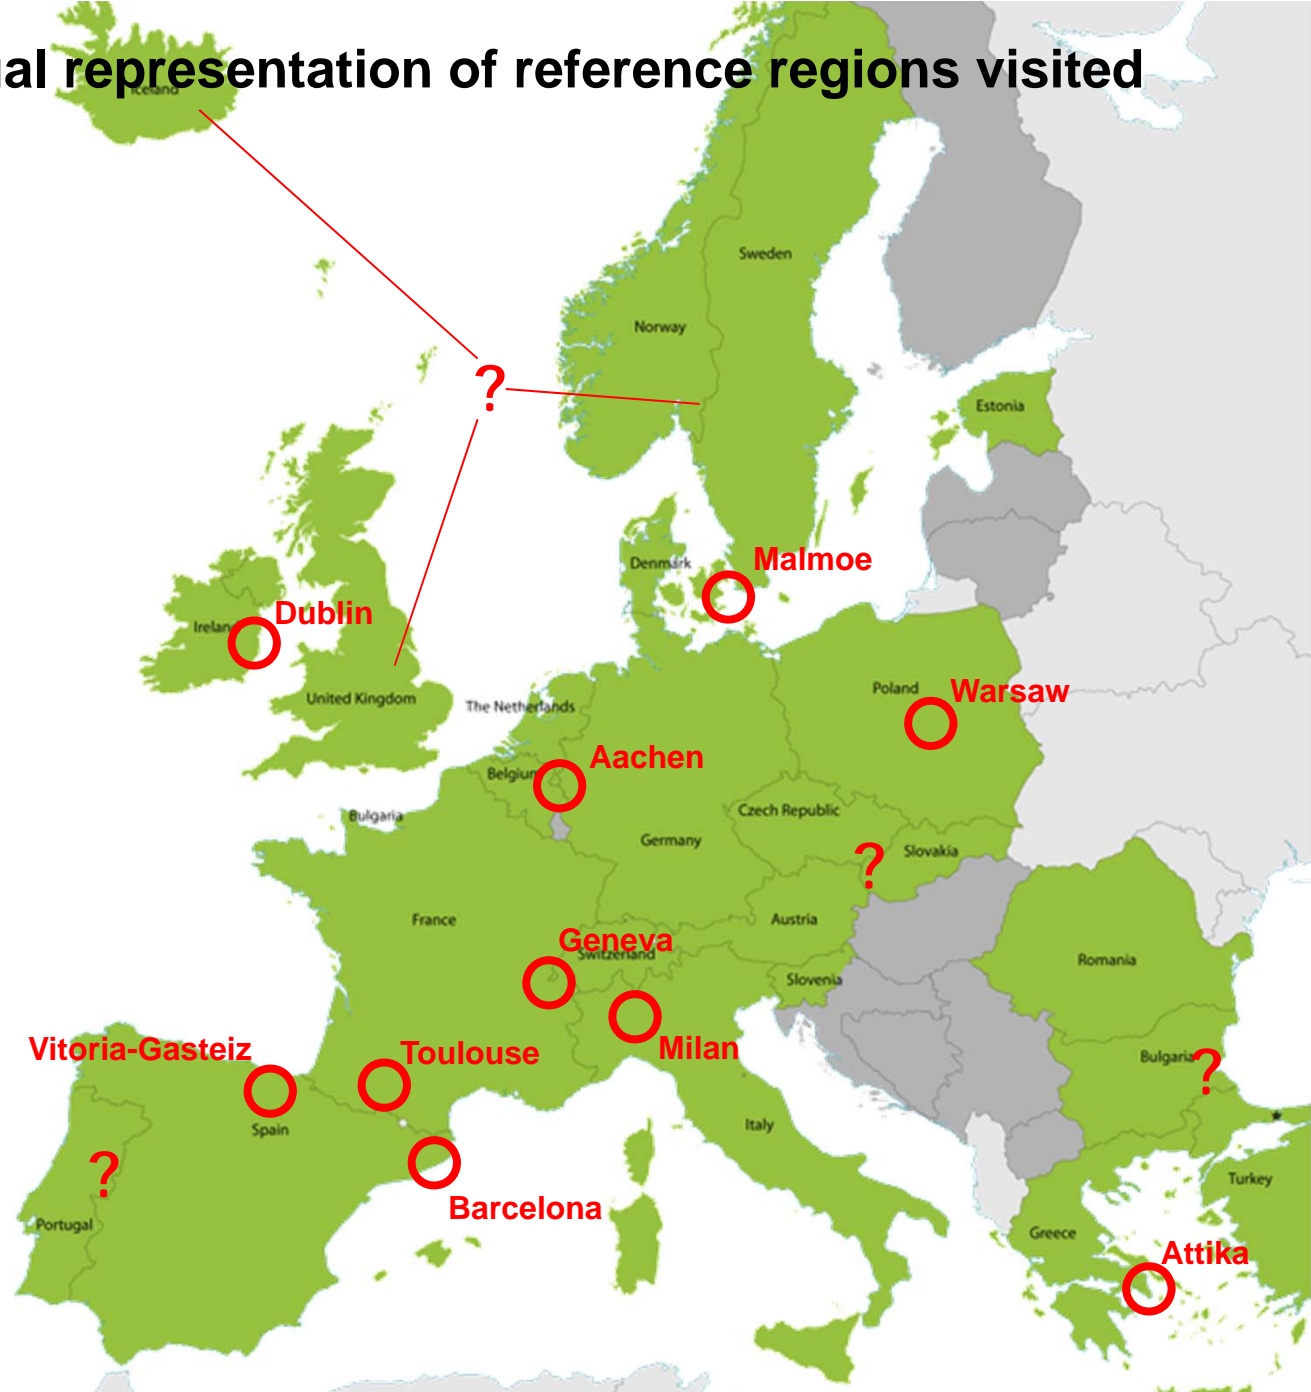 ual representation of reference regions visited
Iceland
Sweden
Norway
?
Estonia
Denmark
Malmoe
Dublin
Ireland
United Kingdom
The Netherlands
Poland
Warsaw
Aachen
Belgium
Bulgaria
Czech Republic
Germany
Slovakia
?
France
Austria
Geneva
Switzerland
Slovenia
Romania
Vitoria-Gasteiz
Toulouse
Milan
Bulgaria
?
Spain
Italy
?
Barcelona
Portugal
Turkey
Greece
Attika